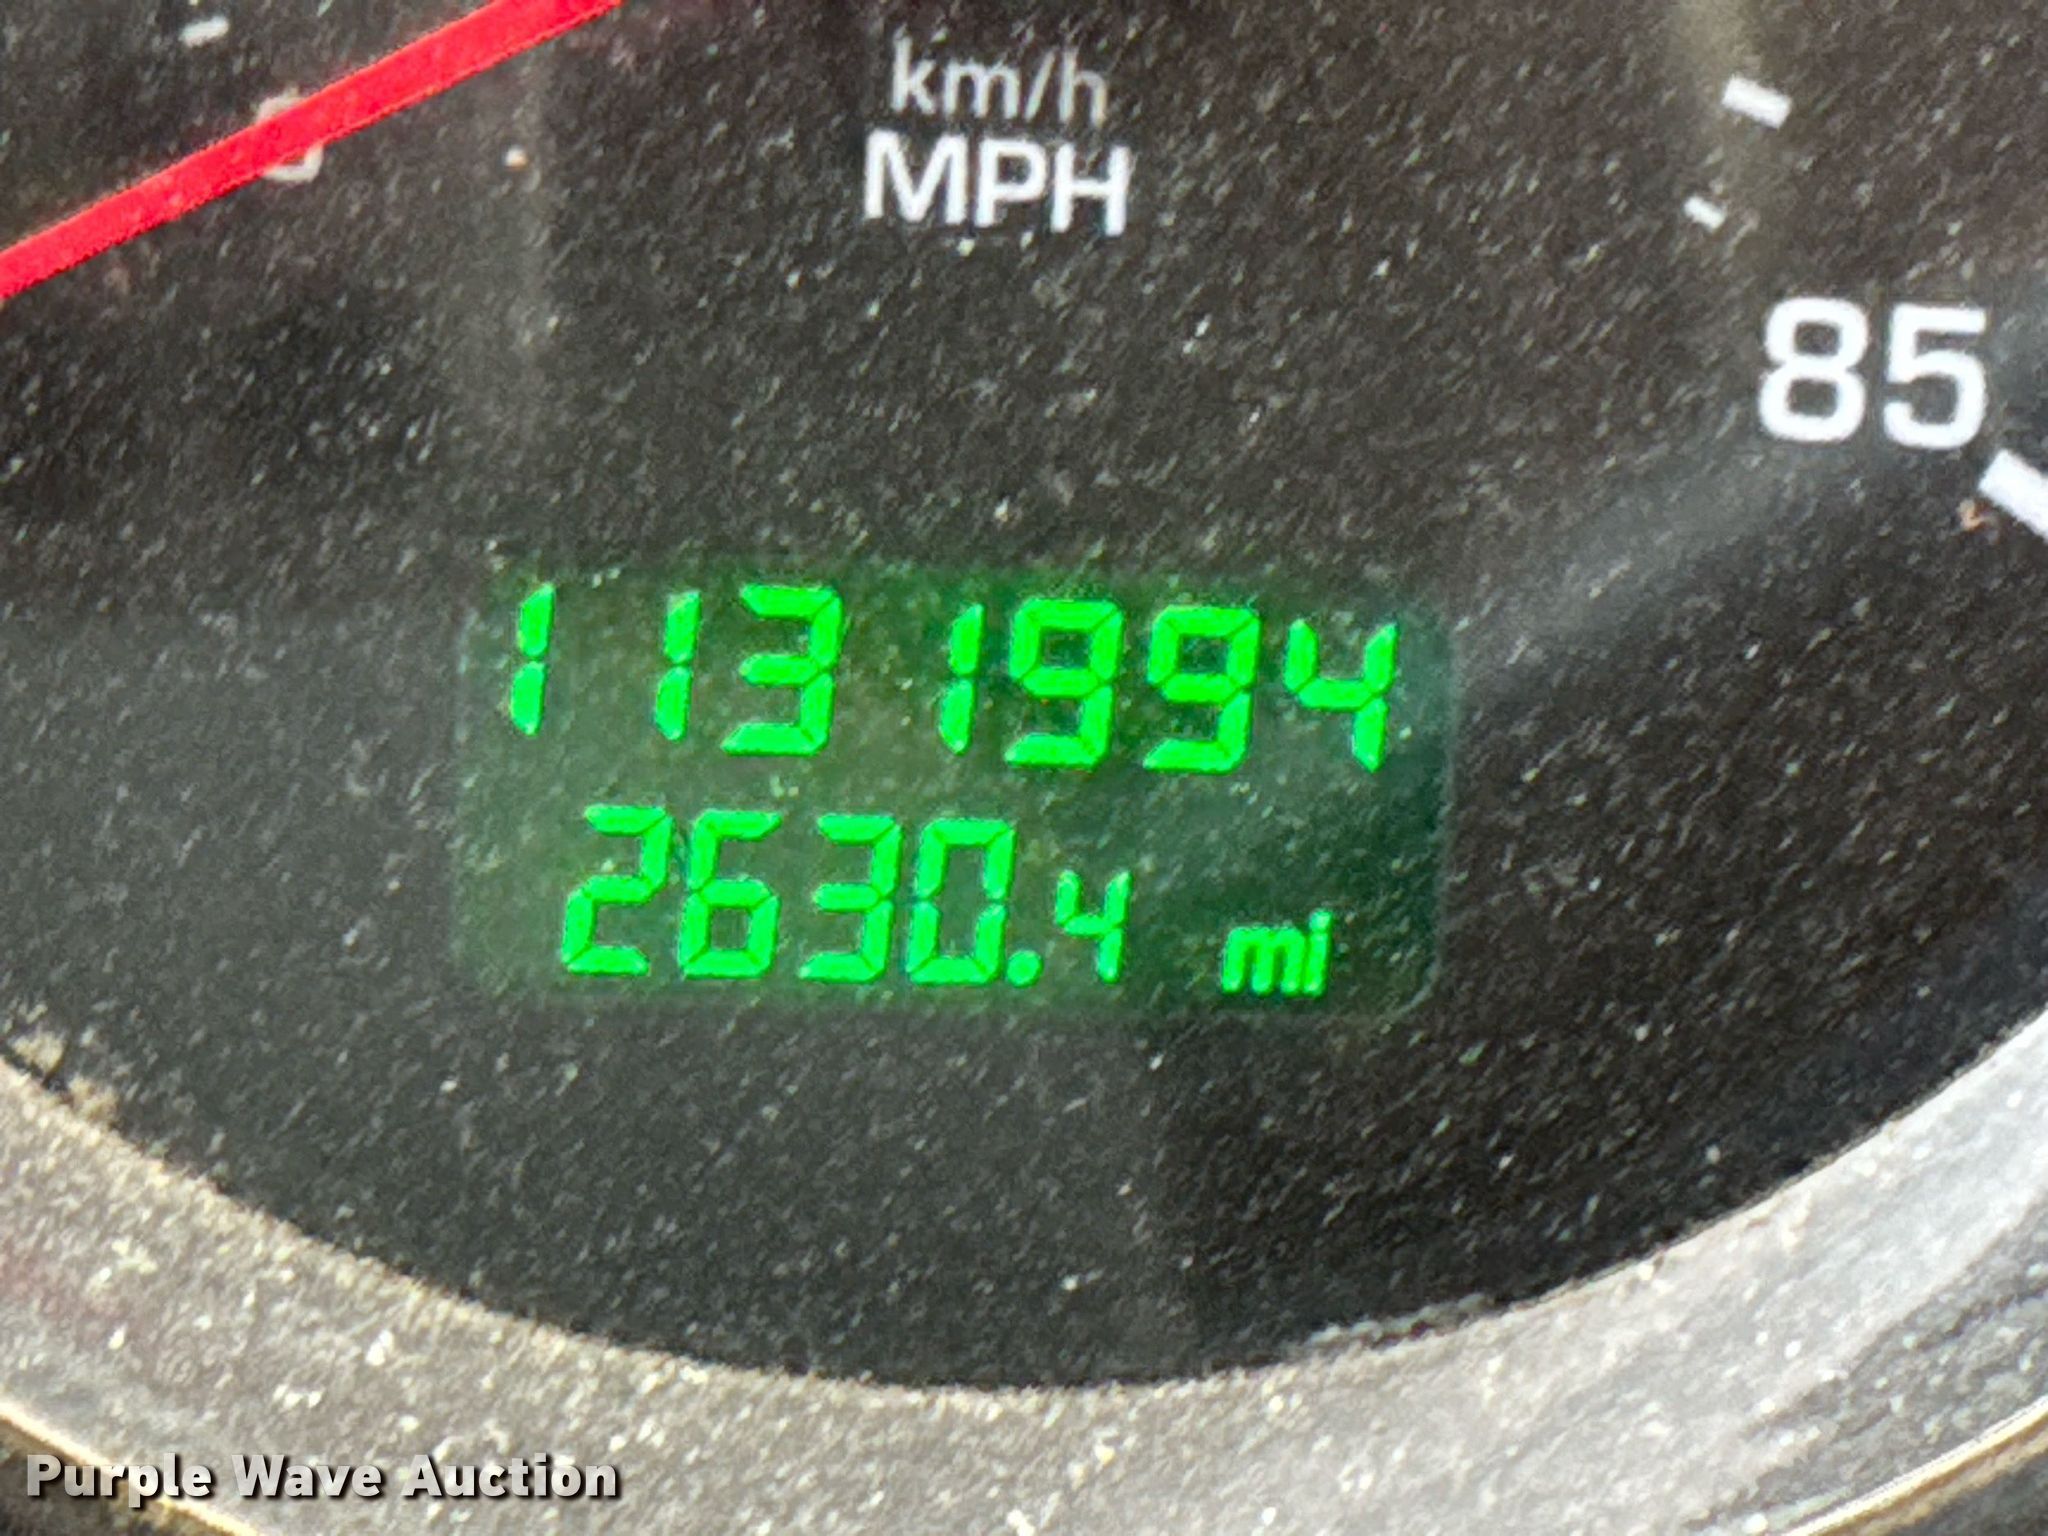 km/h
MPH
85
1131994
2630.4 mi
Purple Wave Auction